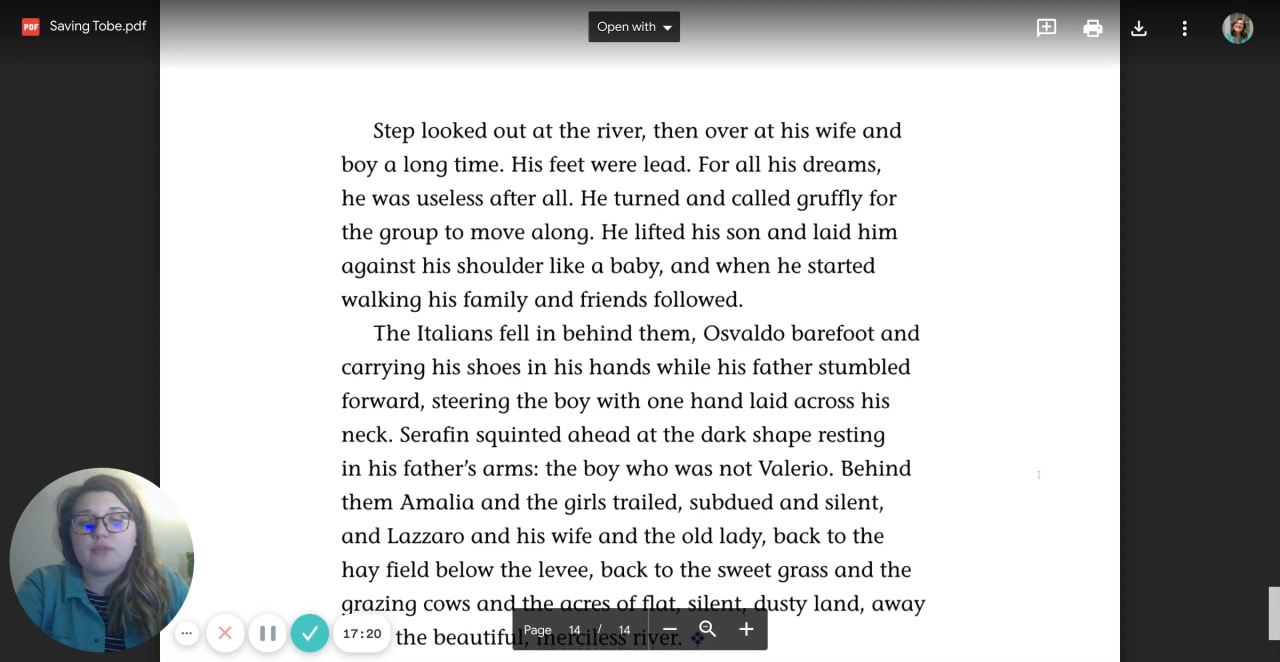 Saving Tobe.pdf
Open with
Step looked out at the river, then over at his wife and
boy a long time. His feet were lead. For all his dreams,
he was useless after all. He turned and called gruffly for
the group to move along. He lifted his son and laid him
against his shoulder like a baby, and when he started
walking his family and friends followed.
The Italians fell in behind them, Osvaldo barefoot and
carrying his shoes in his hands while his father stumbled
forward, steering the boy with one hand laid across his
neck. Serafin squinted ahead at the dark shape resting
in his father's arms: the boy who was not Valerio. Behind
them Amalia and the girls trailed, subdued and silent,
and Lazzaro and his wife and the old lady, back to the
hay field below the levee, back to the sweet grass and the
grazing cows and the acres of flat, silent, dusty land, away
the beautiful, merciless river.
Page 14 / 14
17:20
PDF